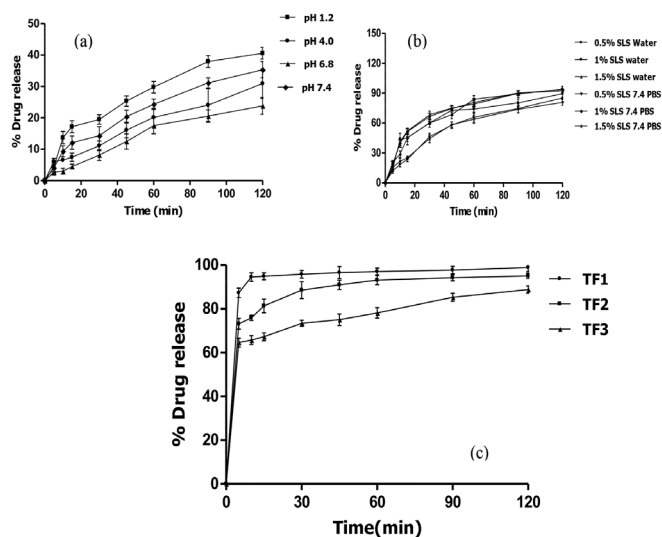 (a)
% Drug release
50
40
30
20
10
0
0 20 40 60 80 100 120
Time (min)
pH 1.2
pH 4.0
pH 6.8
pH 7.4
(b)
% Drug release
150
120
90
60
30
0
0 20 40 60 80 100 120
Time (min)
0.5% SLS Water
1% SLS water
1.5% SLS water
0.5% SLS 7.4 PBS
1% SLS 7.4 PBS
1.5% SLS 7.4 PBS
(c)
% Drug release
100
80
60
40
20
0
0 30 60 90 120
Time(min)
TF1
TF2
TF3